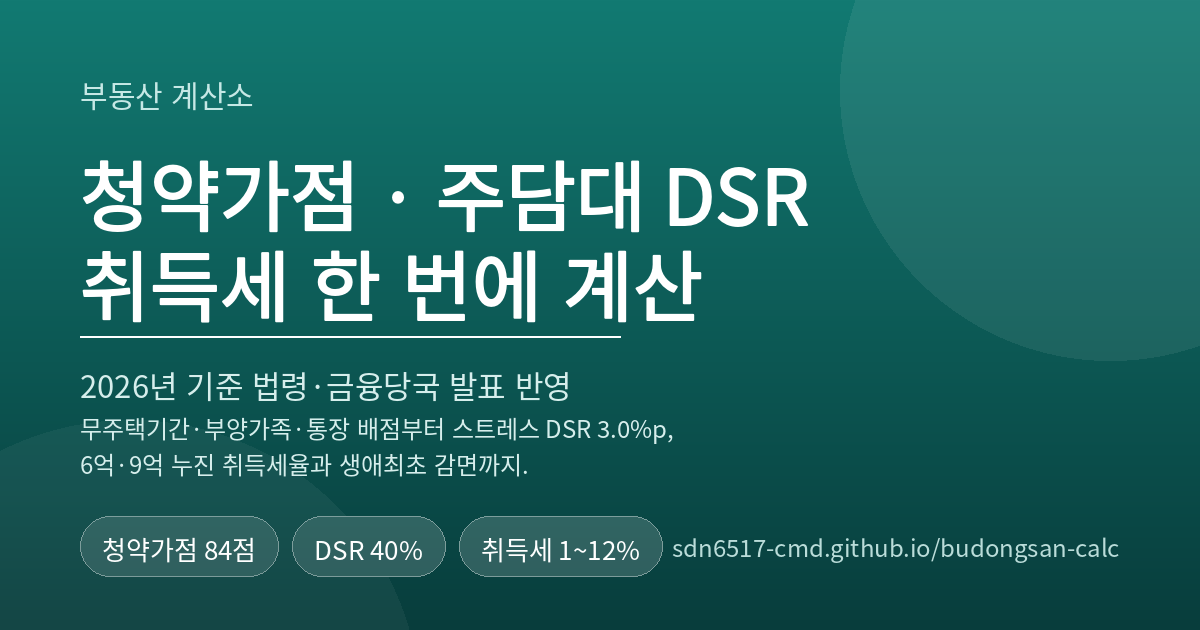 부동산 계산소
청약가점 · 주담대 DSR
취득세 한 번에 계산
2026년 기준 법령·금융당국 발표 반영
무주택기간·부양가족·통장 배점부터 스트레스 DSR 3.0%p,
6억·9억 누진 취득세율과 생애최초 감면까지.
청약가점 84점 DSR 40% 취득세 1~12% sdn6517-cmd.github.io/budongsan-calc